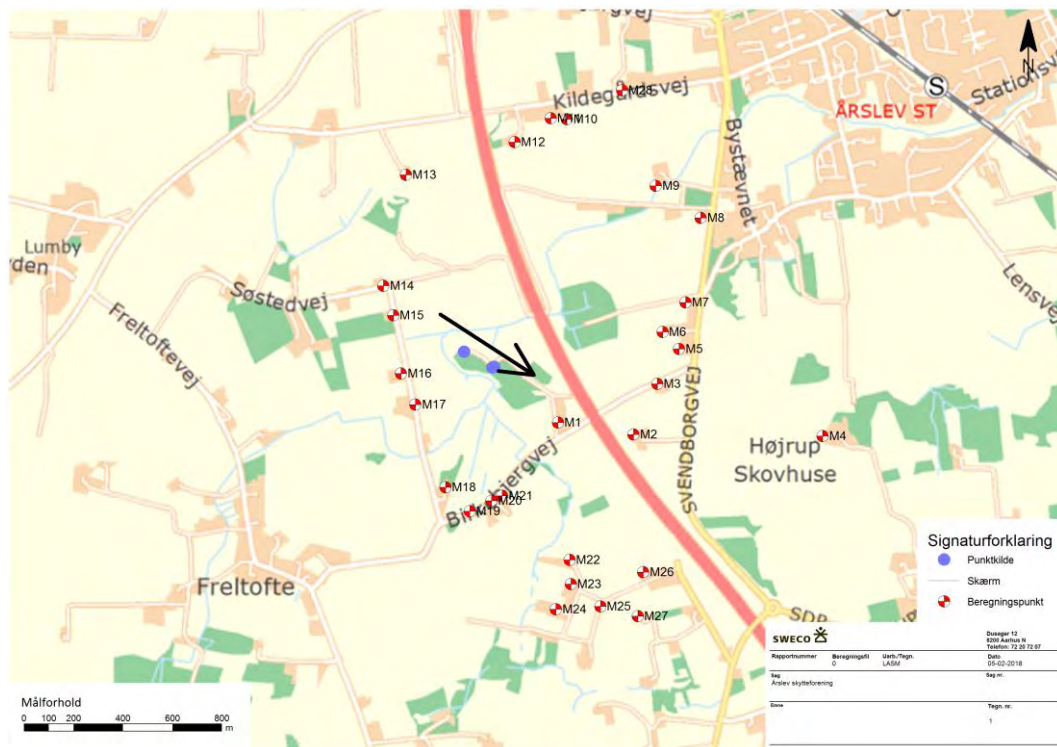 N
Kildegårdsvej
M28
M10
M12
ÅRSLEV ST
S
Bystævnet
M13
M9
M8
Lumby
M14
Søstedvej
M15
M7
M6
M5
Freltoftevej
M16
M3
M17
M1
M2
M4
SVENDBORGVEJ
Højrup
Skovhuse
M18
M21
M20
M19
M22
M26
M23
M24
M25
M27
Freltofte
Signaturforklaring
Punktkilde
Skærm
Beregningspunkt
SWECO
Dusager 12
8200 Aarhus N
Telefon: 72 20 72 07
Rapportnummer Beregningsfil Uarb./Tegn. Dato
0 LASM 05-02-2018
Sag Sag nr.
Årslev skytteforening
Emne Tegn. nr.
1
Målforhold
0 100 200 400 600 800
m